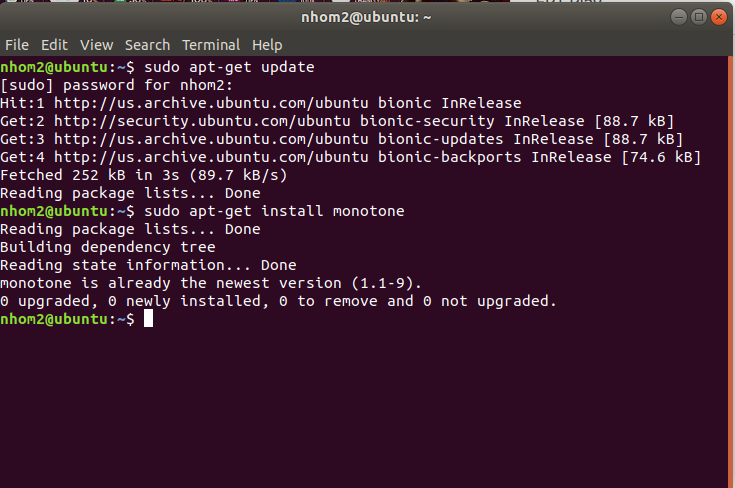 nhom2@ubuntu: ~
File Edit View Search Terminal Help
nhom2@ubuntu:~$ sudo apt-get update
[sudo] password for nhom2:
Hit:1 http://us.archive.ubuntu.com/ubuntu bionic InRelease
Get:2 http://security.ubuntu.com/ubuntu bionic-security InRelease [88.7 kB]
Get:3 http://us.archive.ubuntu.com/ubuntu bionic-updates InRelease [88.7 kB]
Get:4 http://us.archive.ubuntu.com/ubuntu bionic-backports InRelease [74.6 kB]
Fetched 252 kB in 3s (89.7 kB/s)
Reading package lists... Done
nhom2@ubuntu:~$ sudo apt-get install monotone
Reading package lists... Done
Building dependency tree
Reading state information... Done
monotone is already the newest version (1.1-9).
0 upgraded, 0 newly installed, 0 to remove and 0 not upgraded.
nhom2@ubuntu:~$